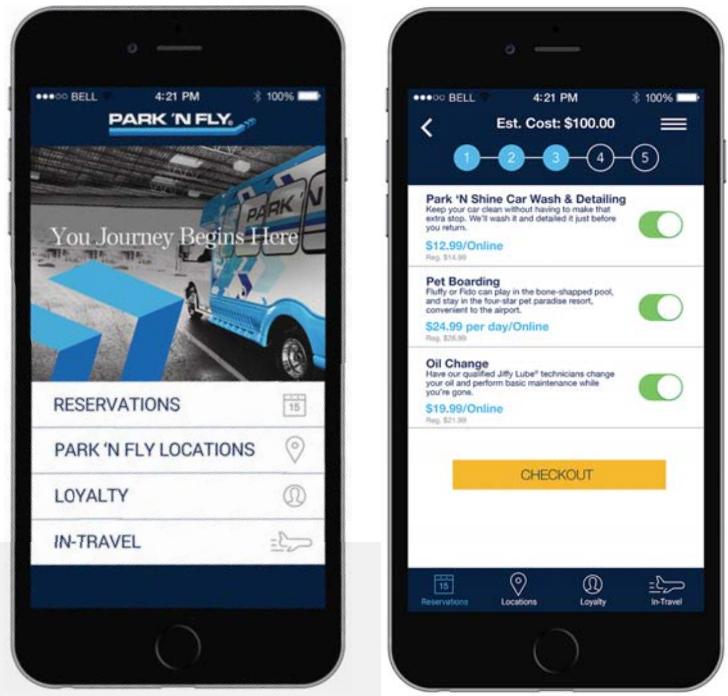 BELL 4:21 PM 100%
PARK 'N FLY®
PARK 'N
You Journey Begins Here
RESERVATIONS 15
PARK 'N FLY LOCATIONS
LOYALTY
IN-TRAVEL
BELL 4:21 PM 100%
Est. Cost: $100.00
1 2 3 4 5
Park 'N Shine Car Wash & Detailing
Keep your car clean without having to make that
extra stop. We'll wash it and detailed it just before
you return.
$12.99/Online
Reg. $14.99
Pet Boarding
Fluffy or Fido can play in the bone-shapped pool,
and stay in the four-star pet paradise resort,
convenient to the airport.
$24.99 per day/Online
Reg. $26.99
Oil Change
Have our qualified Jiffy Lube® technicians change
your oil and perform basic maintenance while
you're gone.
$19.99/Online
Reg. $21.99
CHECKOUT
15
Reservations Locations Loyalty In-Travel